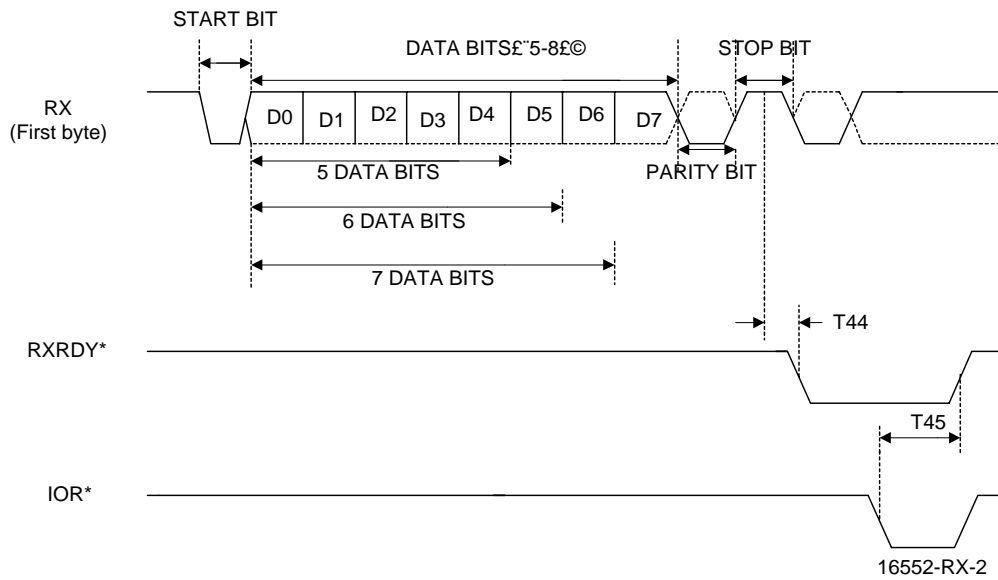 START BIT
DATA BITS£¨5-8£©
STOP BIT
RX
(First byte)
D0 D1 D2 D3 D4 D5 D6 D7
5 DATA BITS
PARITY BIT
6 DATA BITS
7 DATA BITS
T44
RXRDY*
T45
IOR*
16552-RX-2